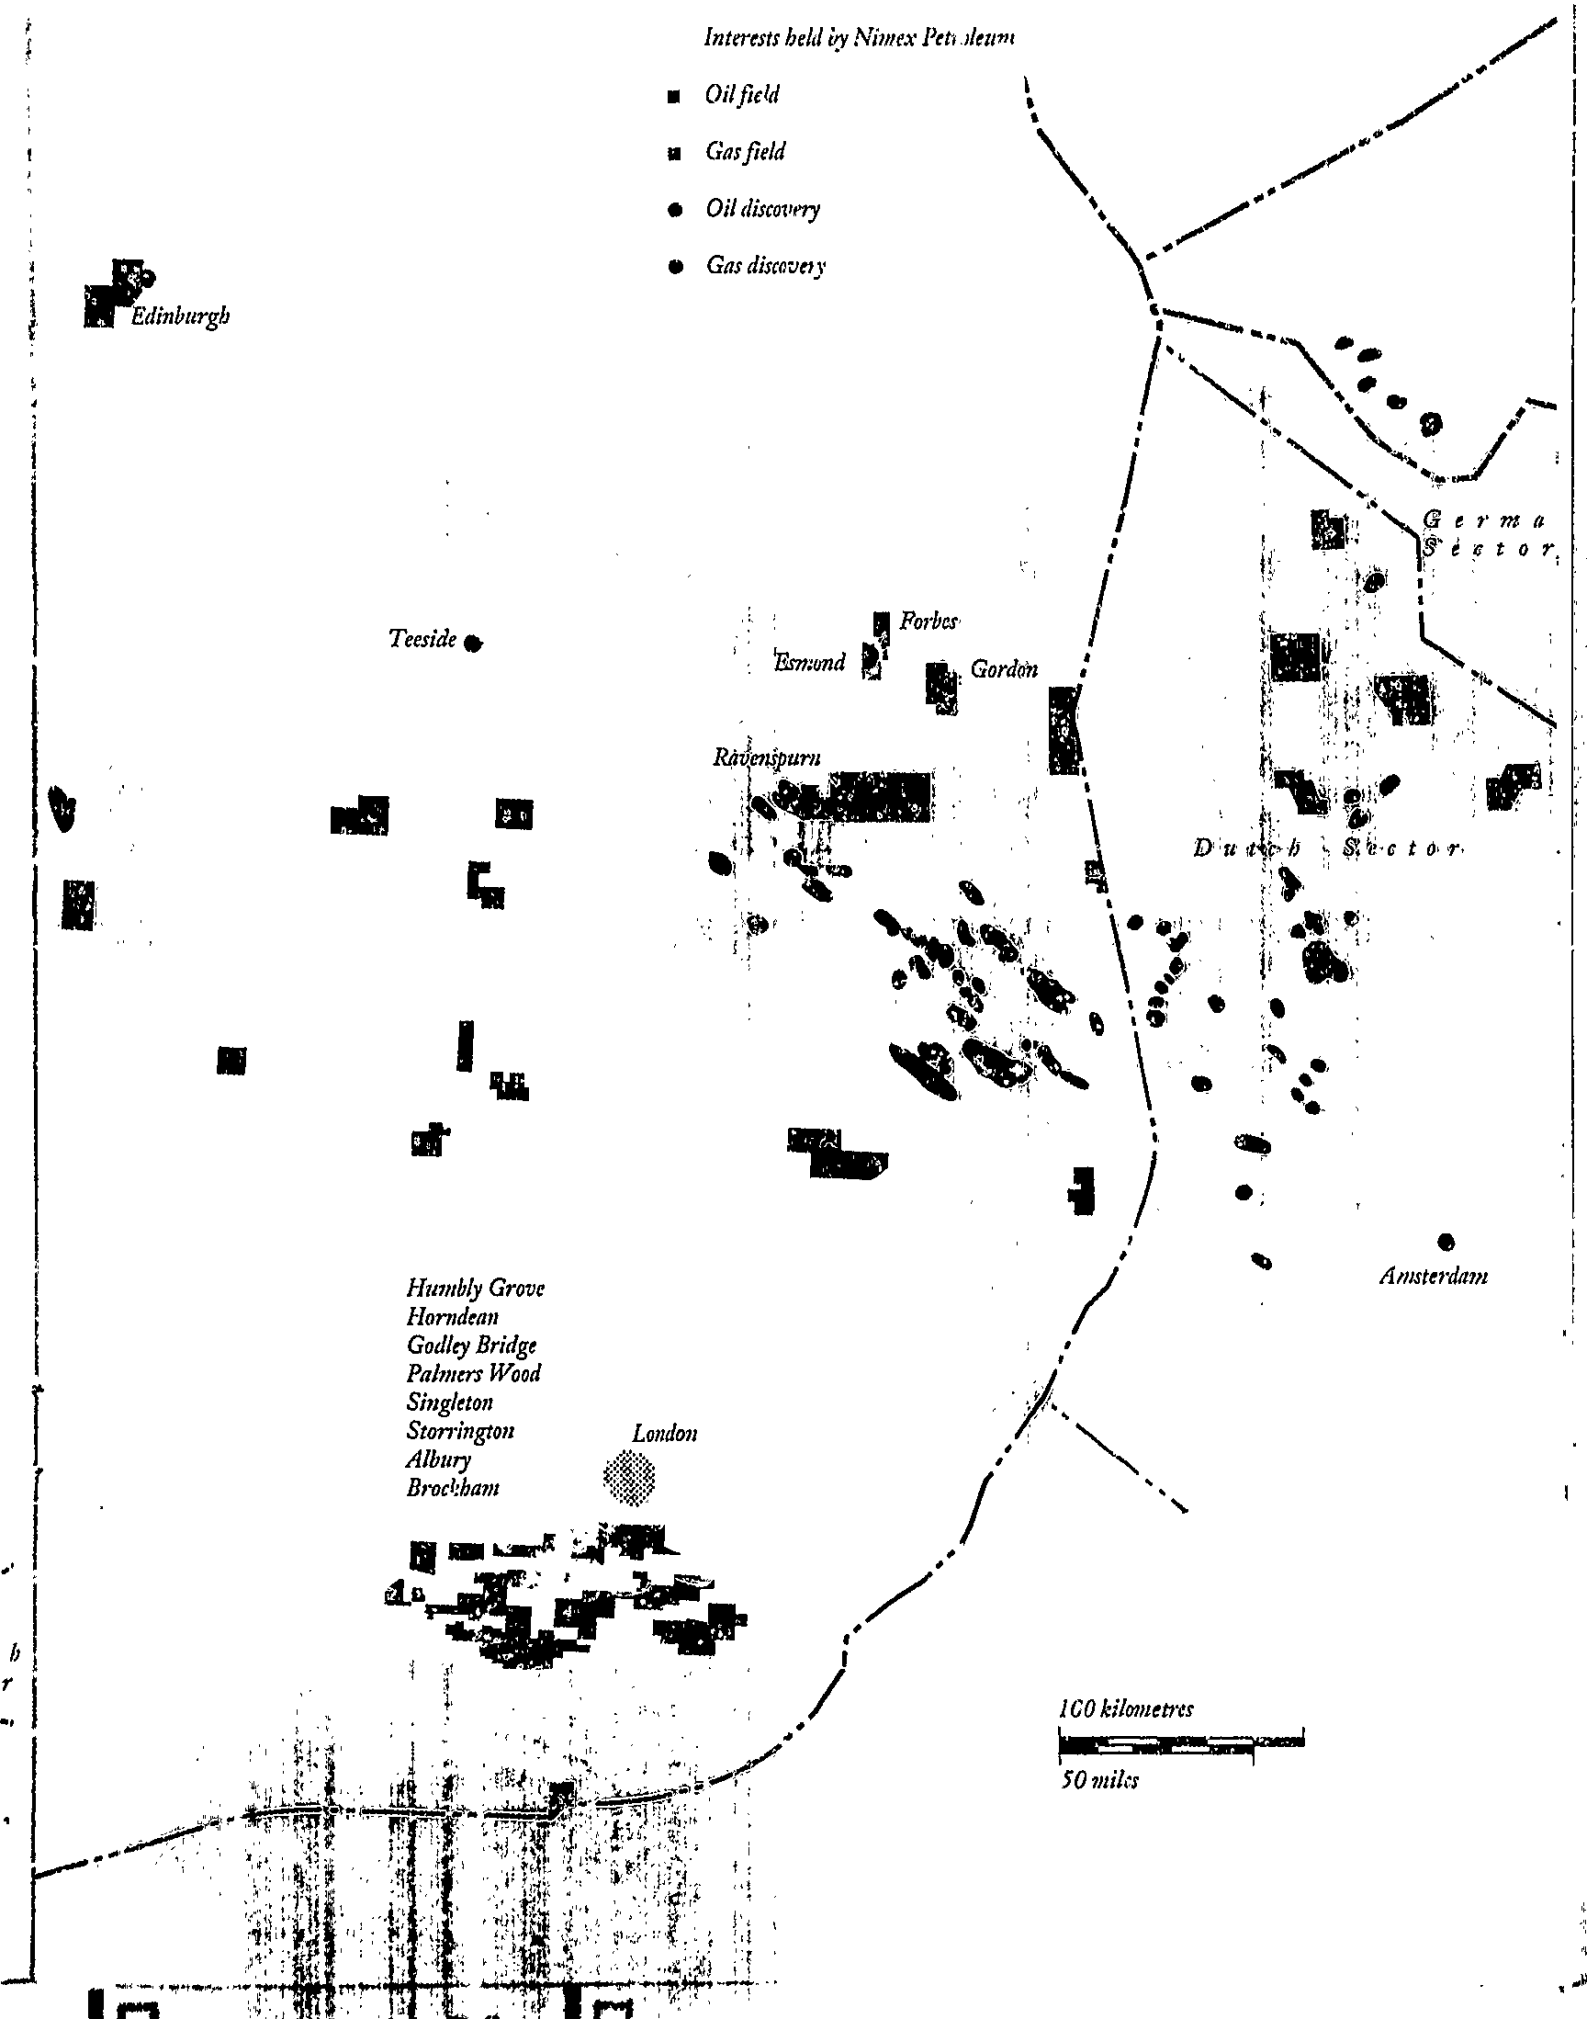 Interests held by Nimex Petroleum
Oil field
Gas field
Oil discovery
Gas discovery
Edinburgh
Germa
Sector
Forbes
Teeside
Esmond
Gordon
Ravenspurn
Dutch Sector
Amsterdam
Humbly Grove
Horndean
Godley Bridge
Palmers Wood
Singleton
Storrington
London
Albury
Brockham
b
r
100 kilometres
50 miles